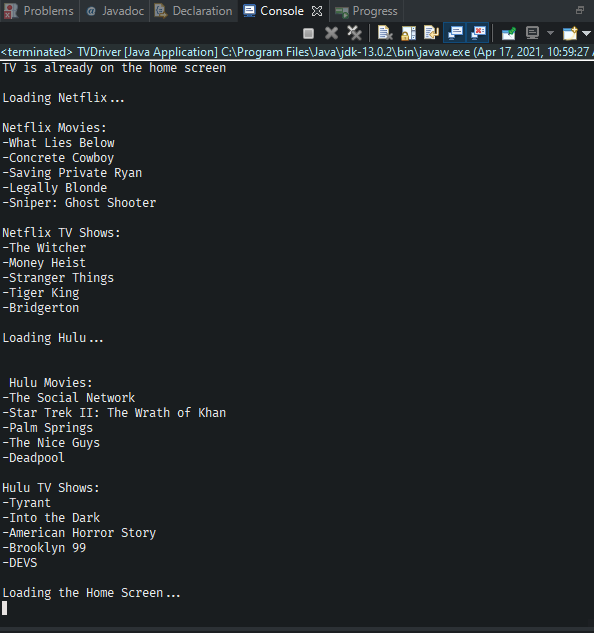 Problems @ Javadoc Declaration Console Progress
<terminated> TVDriver [Java Application] C:\Program Files\Java\jdk-13.0.2\bin\javaw.exe (Apr 17, 2021, 10:59:27
TV is already on the home screen
Loading Netflix...
Netflix Movies:
-What Lies Below
-Concrete Cowboy
-Saving Private Ryan
-Legally Blonde
-Sniper: Ghost Shooter
Netflix TV Shows:
-The Witcher
-Money Heist
-Stranger Things
-Tiger King
-Bridgerton
Loading Hulu...
Hulu Movies:
-The Social Network
-Star Trek II: The Wrath of Khan
-Palm Springs
-The Nice Guys
-Deadpool
Hulu TV Shows:
-Tyrant
-Into the Dark
-American Horror Story
-Brooklyn 99
-DEVS
Loading the Home Screen...